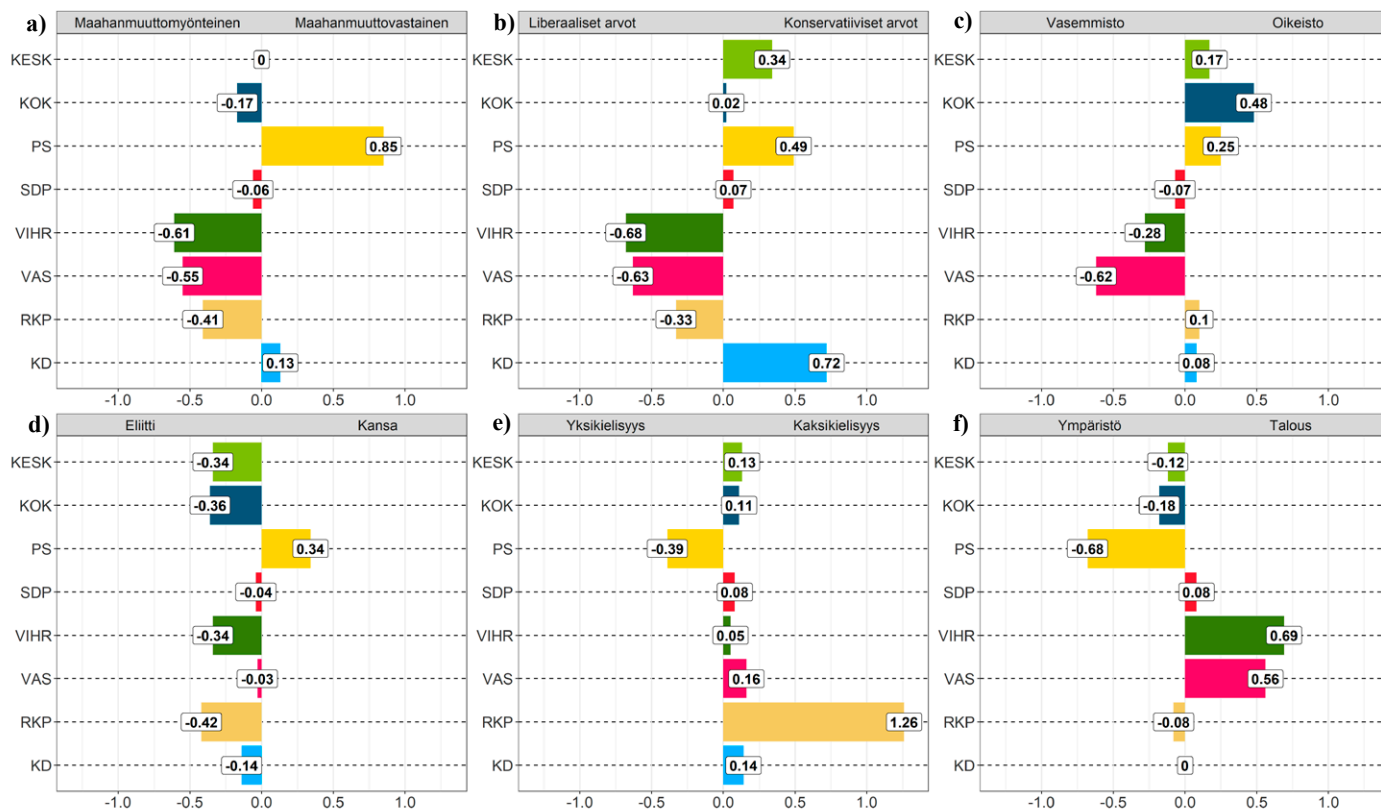 a) Maahanmuuttomyönteinen Maahanmuuttovastainen
KESK 0
KOK -0.17
PS 0.85
SDP -0.06
VIHR -0.61
VAS -0.55
RKP -0.41
KD 0.13
-1.0 -0.5 0.0 0.5 1.0
b) Liberaaliset arvot Konservatiiviset arvot
KESK 0.34
KOK 0.02
PS 0.49
SDP 0.07
VIHR -0.68
VAS -0.63
RKP -0.33
KD 0.72
-1.0 -0.5 0.0 0.5 1.0
c) Vasemmisto Oikeisto
KESK 0.17
KOK 0.48
PS 0.25
SDP -0.07
VIHR -0.28
VAS -0.62
RKP 0.1
KD 0.08
-1.0 -0.5 0.0 0.5 1.0
d) Eliitti Kansa
KESK -0.34
KOK -0.36
PS 0.34
SDP -0.04
VIHR -0.34
VAS -0.03
RKP -0.42
KD -0.14
-1.0 -0.5 0.0 0.5 1.0
e) Yksikielisyys Kaksikielisyys
KESK 0.13
KOK 0.11
PS -0.39
SDP 0.08
VIHR 0.05
VAS 0.16
RKP 1.26
KD 0.14
-1.0 -0.5 0.0 0.5 1.0
f) Ympäristö Talous
KESK -0.12
KOK -0.18
PS -0.68
SDP 0.08
VIHR 0.69
VAS 0.56
RKP -0.08
KD 0
-1.0 -0.5 0.0 0.5 1.0